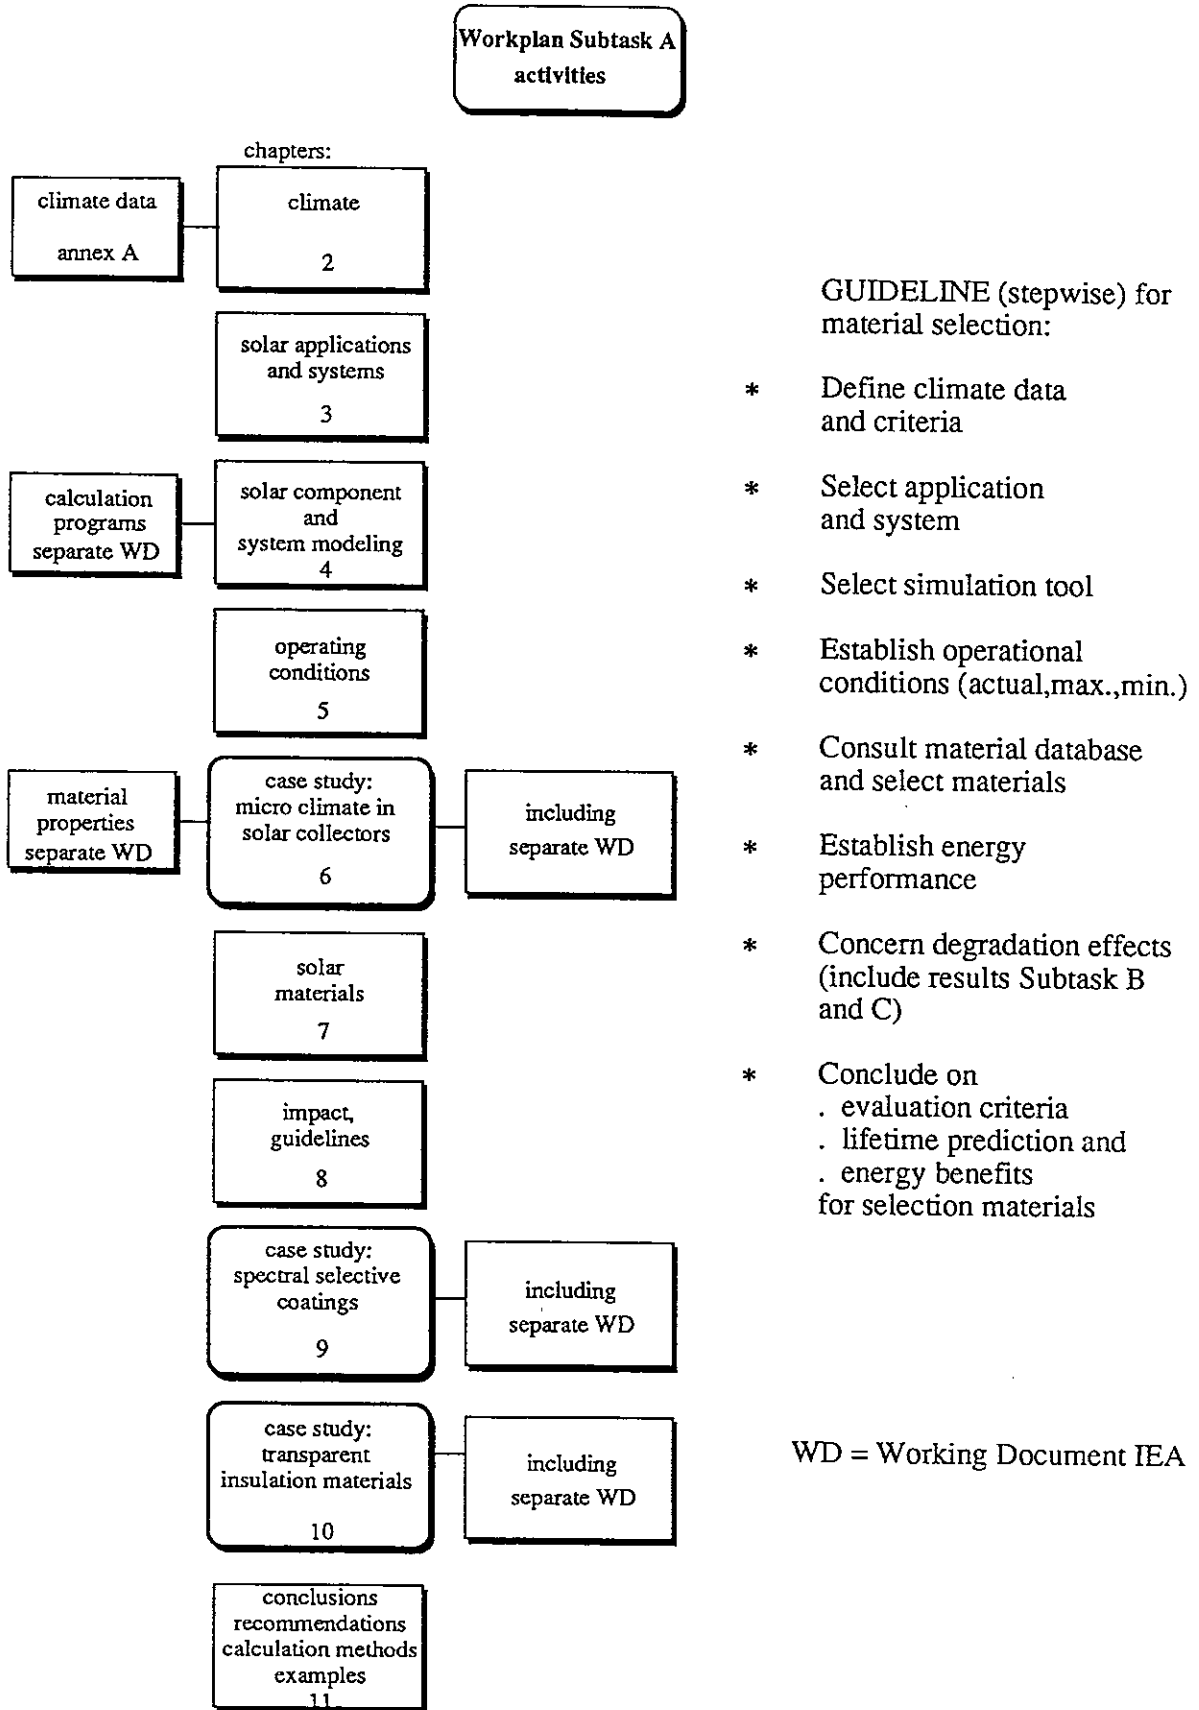 Workplan Subtask A
activities
chapters:
climate data
annex A
climate
2
solar applications
and systems
3
calculation
programs
separate WD
solar component
and
system modeling
4
operating
conditions
5
material
properties
separate WD
case study:
micro climate in
solar collectors
6
including
separate WD
solar
materials
7
impact,
guidelines
8
case study:
spectral selective
coatings
9
including
separate WD
case study:
transparent
insulation materials
10
including
separate WD
conclusions
recommendations
calculation methods
examples
11
GUIDELINE (stepwise) for
material selection:
* Define climate data
and criteria
* Select application
and system
* Select simulation tool
* Establish operational
conditions (actual,max.,min.)
* Consult material database
and select materials
* Establish energy
performance
* Concern degradation effects
(include results Subtask B
and C)
* Conclude on
. evaluation criteria
. lifetime prediction and
. energy benefits
for selection materials
WD = Working Document IEA